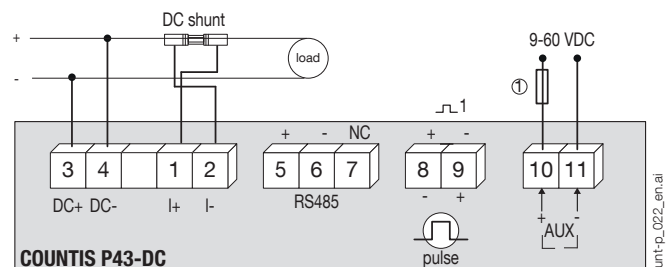 DC shunt
+
load
-
9-60 VDC
①
1
+ - NC
+ -
3 4 1 2 5 6 7 8 9 10 11
DC+ DC- I+ I- RS485
- +
+ -
AUX
pulse
COUNTIS P43-DC
unt-p_022_en.ai